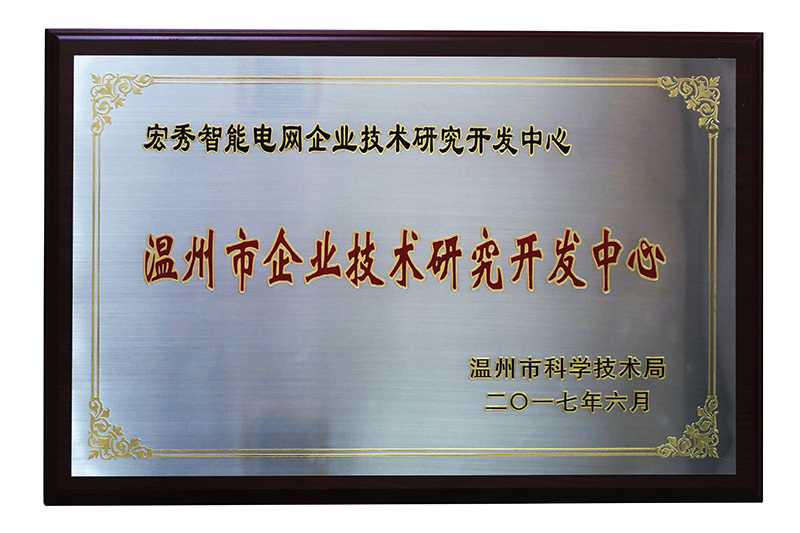 宏秀智能电网企业技术研究开发中心
温州市企业技术研究开发中心
温州市科学技术局
二〇一七年六月